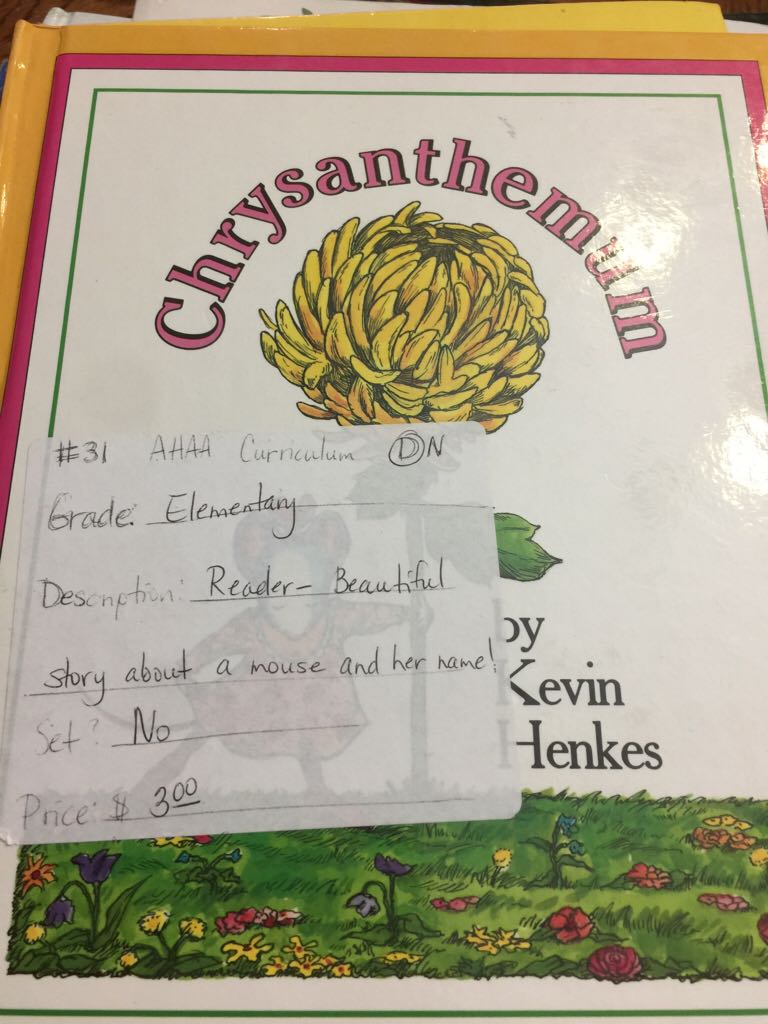 Chrysanthemum
#31 AHAA Curriculum DN
Grade: Elementary
Description: Reader- Beautiful
story about a mouse and her name!
Set? No
Price: $ 3.00
by
Kevin
Henkes